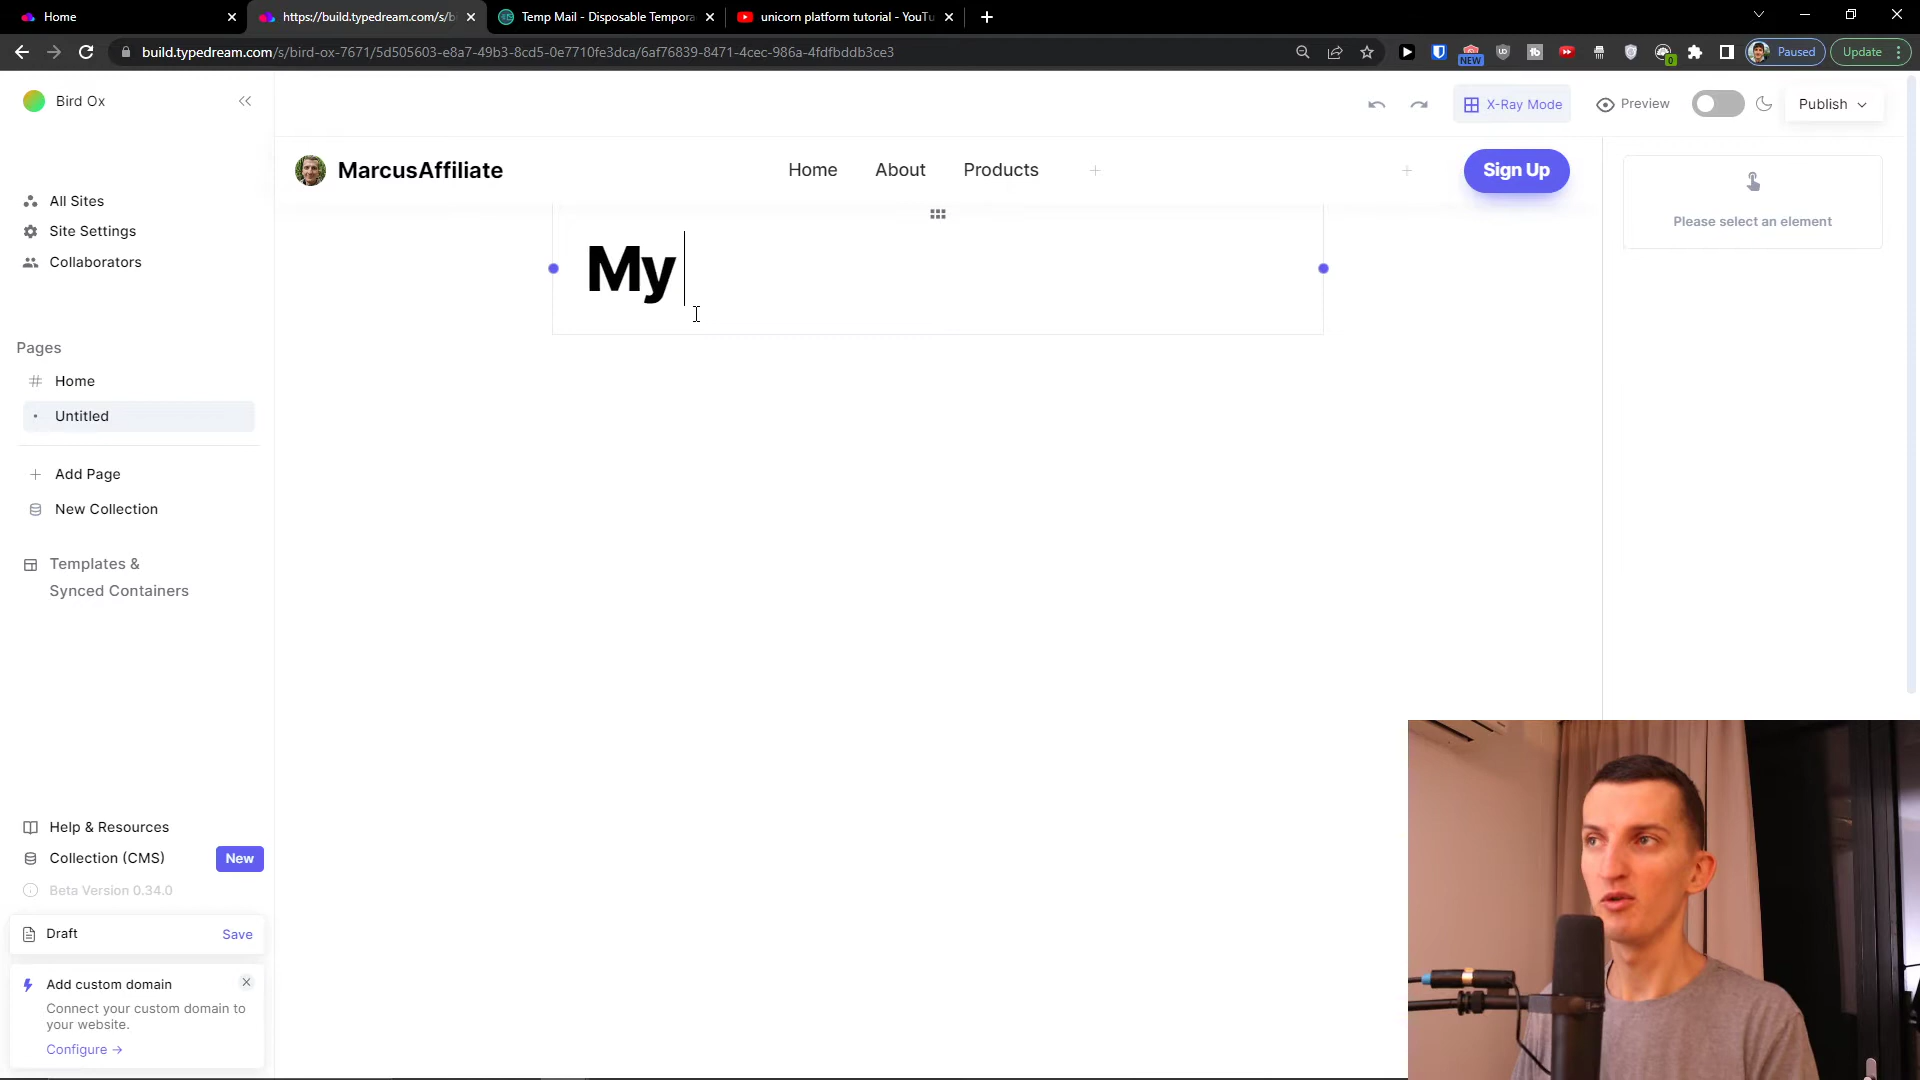 Home
https://build.typedream.com/s/b
Temp Mail - Disposable Tempora
unicorn platform tutorial - YouTu
build.typedream.com/s/bird-ox-7671/5d505603-e8a7-49b3-8cd5-0e7710fe3dca/6af76839-8471-4cec-986a-4fdfbddb3ce3
NEW
0
Paused
Update
Bird Ox
X-Ray Mode
Preview
Publish
MarcusAffiliate
Home
About
Products
Sign Up
All Sites
Site Settings
Collaborators
My
Please select an element
Pages
Home
Untitled
Add Page
New Collection
Templates &
Synced Containers
Help & Resources
Collection (CMS)
New
Beta Version 0.34.0
Draft
Save
Add custom domain
Connect your custom domain to
your website.
Configure →